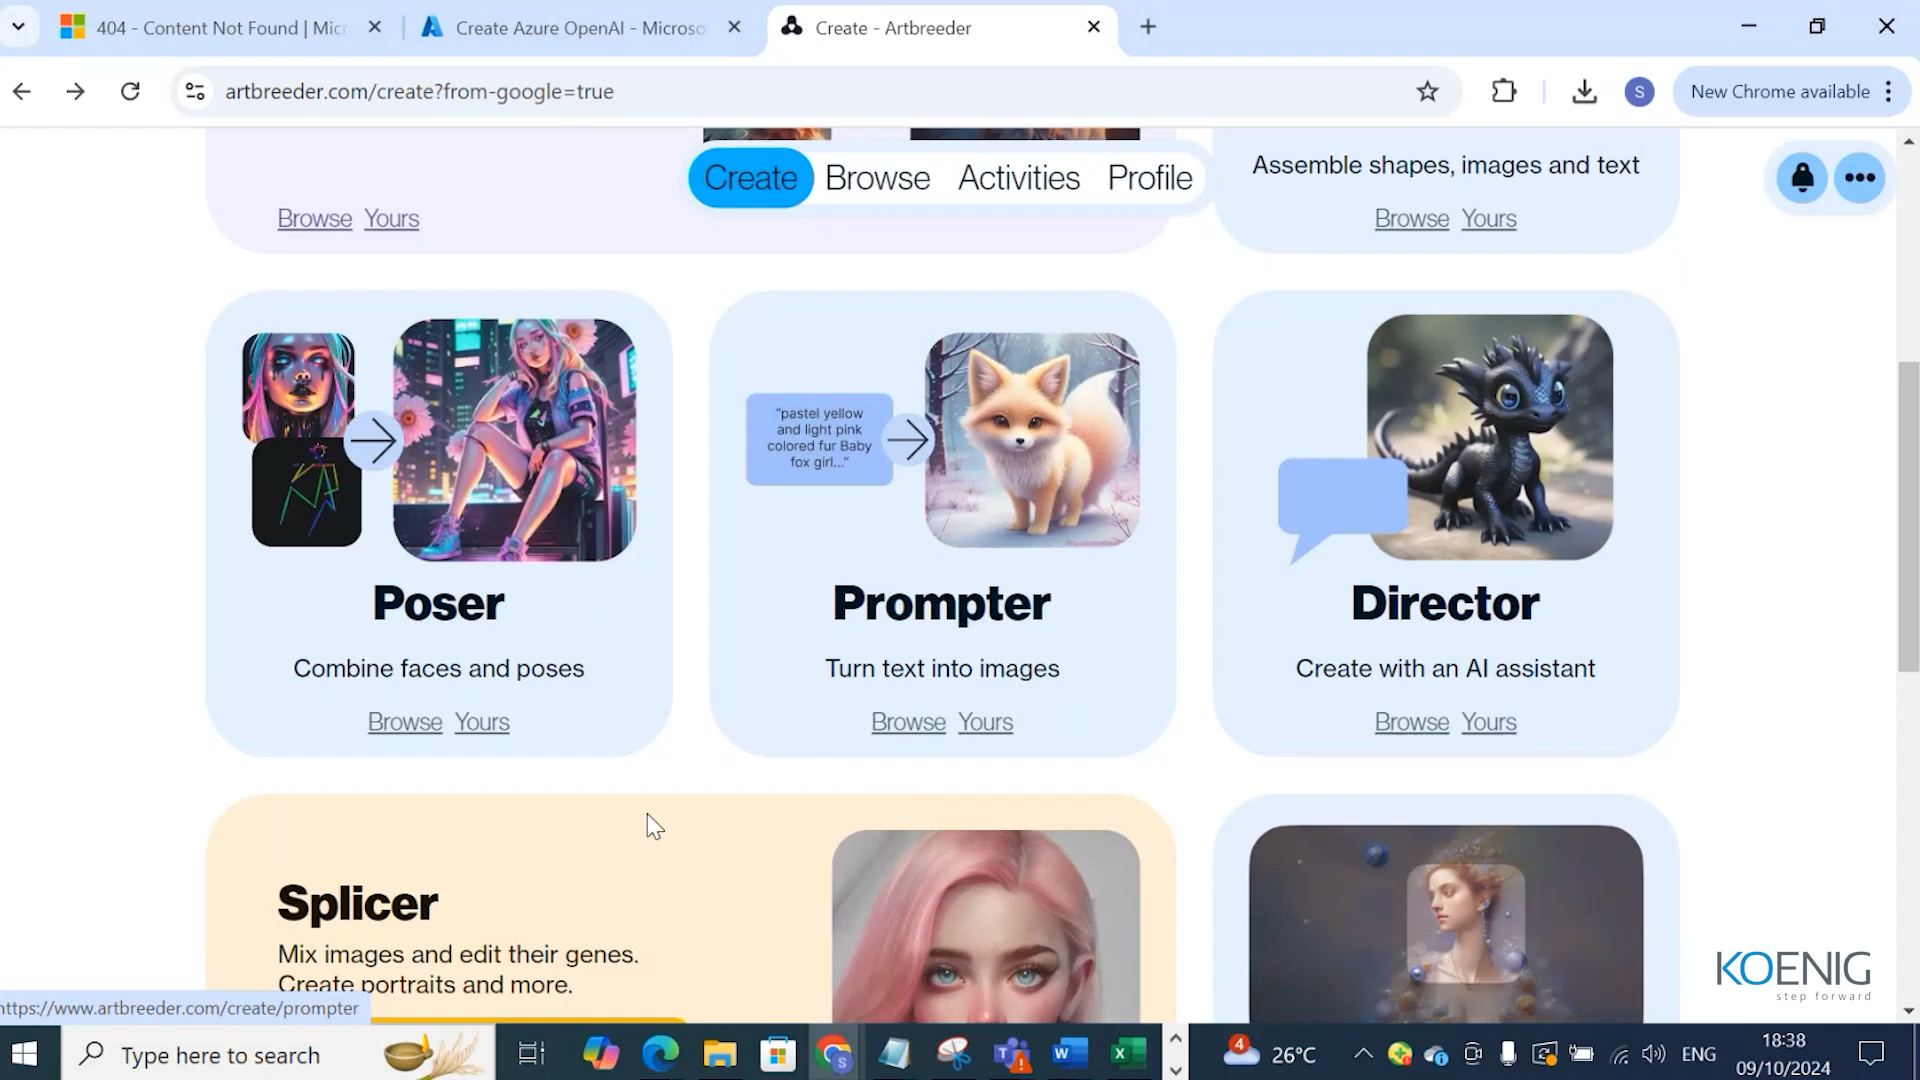 404 - Content Not Found | Micr
Create Azure OpenAI - Microso
Create - Artbreeder
artbreeder.com/create?from-google=true
S
New Chrome available
Create Browse Activities Profile
Assemble shapes, images and text
Browse Yours
Browse Yours
"pastel yellow
and light pink
colored fur Baby
fox girl..."
Poser
Combine faces and poses
Browse Yours
Prompter
Turn text into images
Browse Yours
Director
Create with an AI assistant
Browse Yours
Splicer
Mix images and edit their genes.
Create portraits and more.
KOENIG
step forward
https://www.artbreeder.com/create/prompter
Type here to search
4
26°C
ENG
18:38
09/10/2024